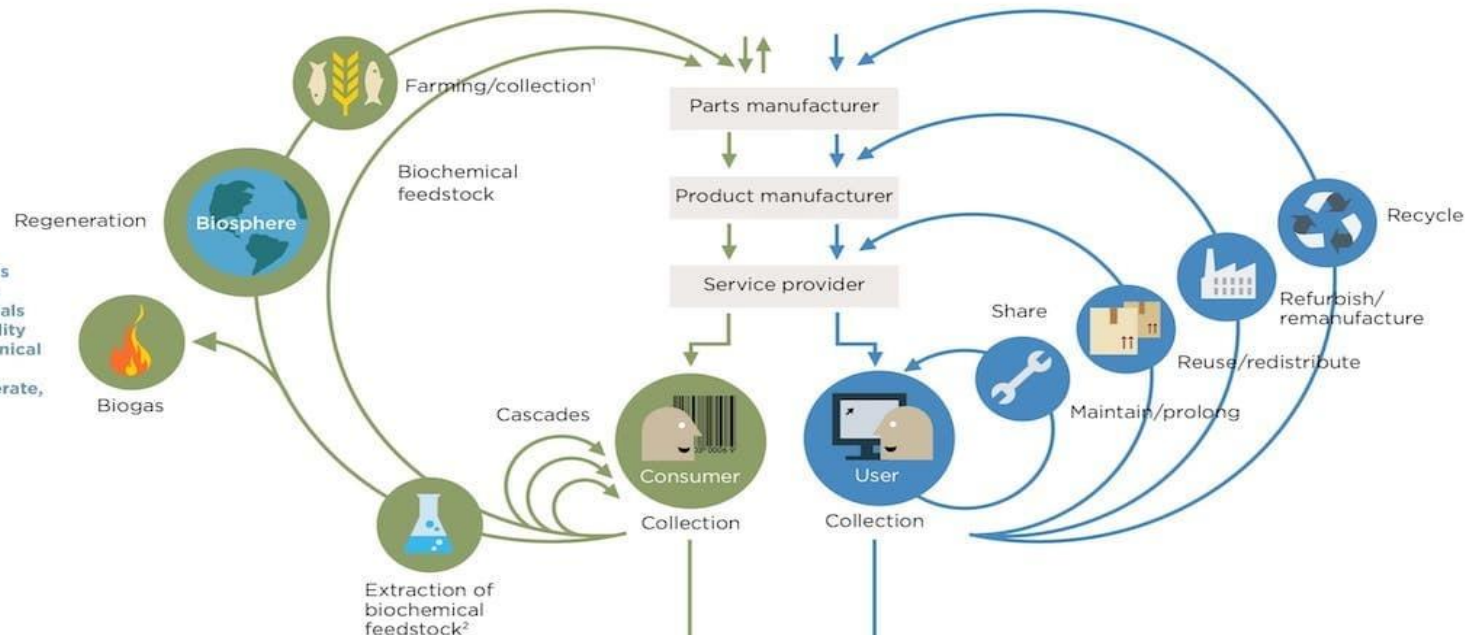 Farming/collection¹
Parts manufacturer
Biochemical
feedstock
Product manufacturer
Regeneration
Biosphere
Recycle
Service provider
Share
Refurbish/
remanufacture
Reuse/redistribute
Biogas
Cascades
Maintain/prolong
Consumer
User
Collection
Collection
Extraction of
biochemical
feedstock²